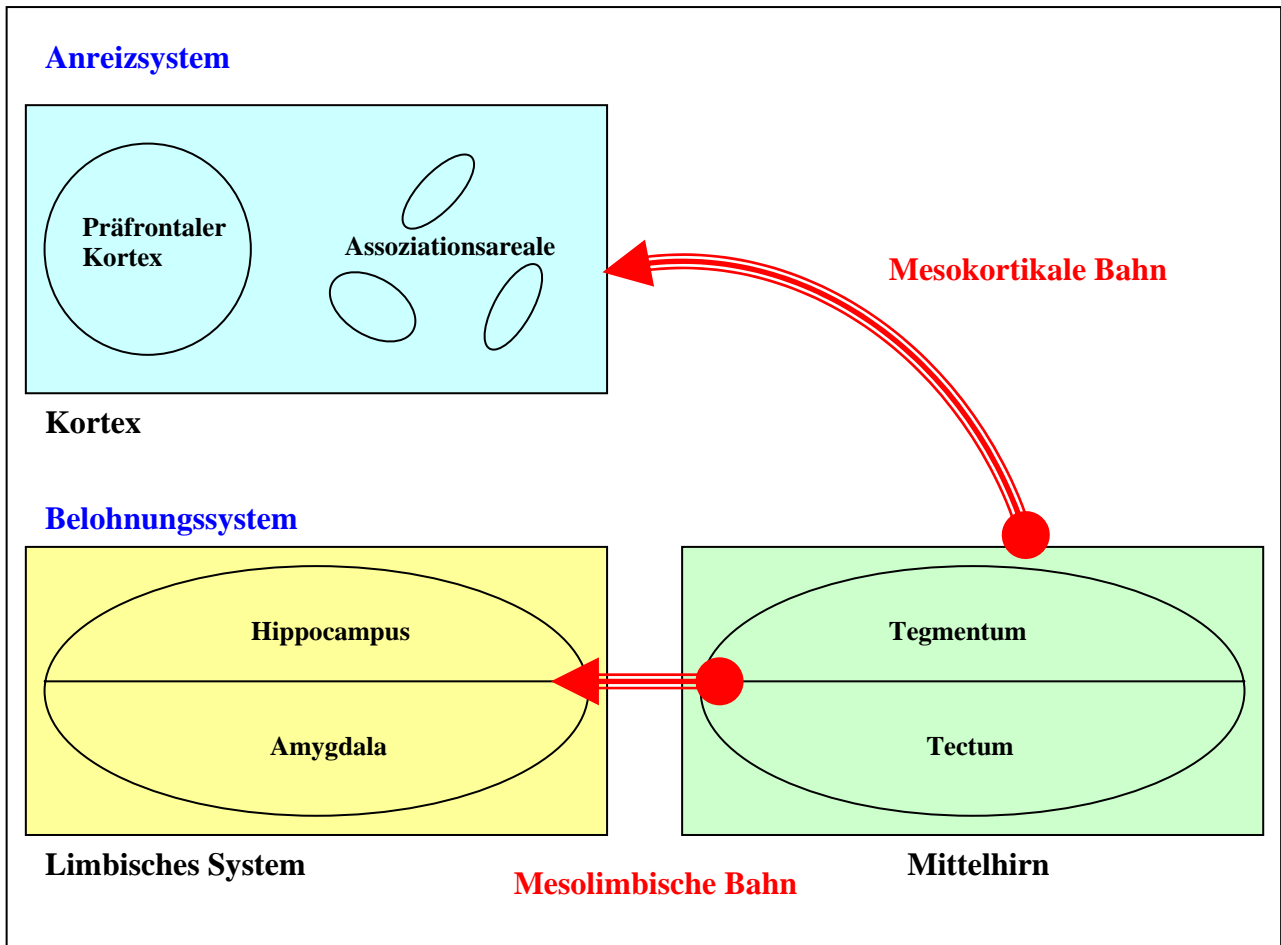 Anreizsystem
Präfrontaler
Kortex
Assoziationsareale
Mesokortikale Bahn
Kortex
Belohnungssystem
Hippocampus
Amygdala
Tegmentum
Tectum
Limbisches System
Mesolimbische Bahn
Mittelhirn